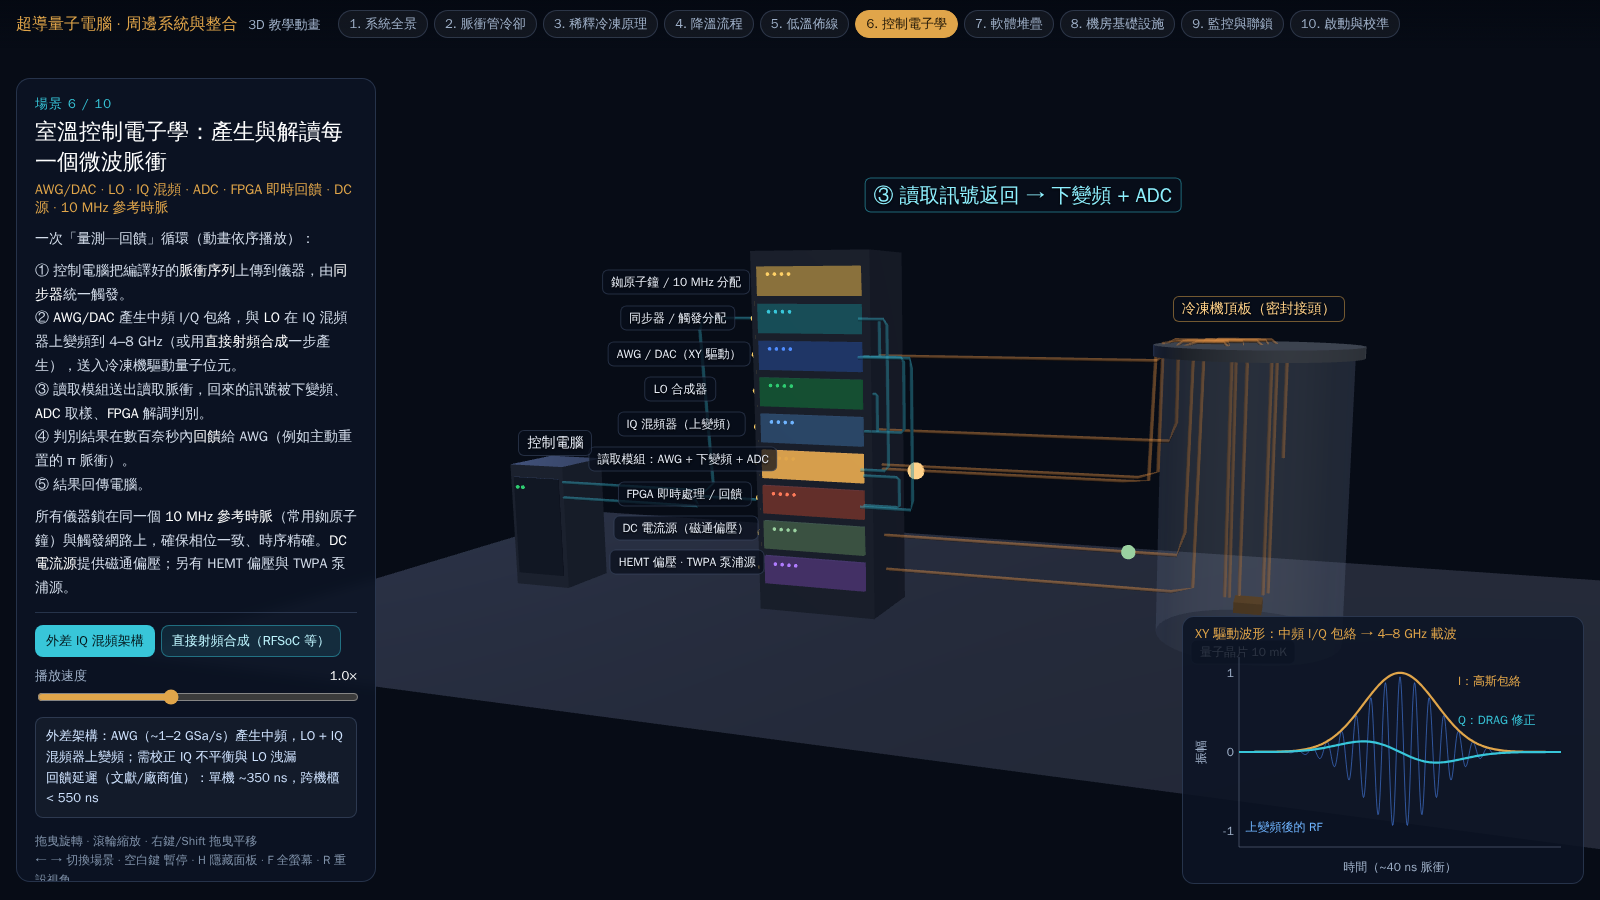 超導量子電腦 · 周邊系統與整合 3D 教學動畫
1. 系統全景
2. 脈衝管冷卻
3. 稀釋冷凍原理
4. 降溫流程
5. 低溫佈線
6. 控制電子學
7. 軟體堆疊
8. 機房基礎設施
9. 監控與聯鎖
10. 啟動與校準
場景 6 / 10
室溫控制電子學：產生與解讀每
一個微波脈衝
AWG/DAC · LO · IQ 混頻 · ADC · FPGA 即時回饋 · DC
源 · 10 MHz 參考時脈
一次「量測—回饋」循環（動畫依序播放）：
① 控制電腦把編譯好的脈衝序列上傳到儀器，由同
步器統一觸發。
② AWG/DAC 產生中頻 I/Q 包絡，與 LO 在 IQ 混頻
器上變頻到 4–8 GHz（或用直接射頻合成一步產
生），送入冷凍機驅動量子位元。
③ 讀取模組送出讀取脈衝，回來的訊號被下變頻、
ADC 取樣、FPGA 解調判別。
④ 判別結果在數百奈秒內回饋給 AWG（例如主動重
置的 π 脈衝）。
⑤ 結果回傳電腦。
所有儀器鎖在同一個 10 MHz 參考時脈（常用銣原子
鐘）與觸發網路上，確保相位一致、時序精確。DC
電流源提供磁通偏壓；另有 HEMT 偏壓與 TWPA 泵
浦源。
外差 IQ 混頻架構
直接射頻合成（RFSoC 等）
播放速度 1.0×
外差架構：AWG（~1–2 GSa/s）產生中頻，LO + IQ
混頻器上變頻；需校正 IQ 不平衡與 LO 洩漏
回饋延遲（文獻/廠商值）：單機 ~350 ns，跨機櫃
< 550 ns
拖曳旋轉 · 滾輪縮放 · 右鍵/Shift 拖曳平移
← → 切換場景 · 空白鍵 暫停 · H 隱藏面板 · F 全螢幕 · R 重
設視角
③ 讀取訊號返回 → 下變頻 + ADC
銣原子鐘 / 10 MHz 分配
同步器 / 觸發分配
AWG / DAC（XY 驅動）
LO 合成器
IQ 混頻器（上變頻）
控制電腦
讀取模組：AWG + 下變頻 + ADC
FPGA 即時處理 / 回饋
DC 電流源（磁通偏壓）
HEMT 偏壓 · TWPA 泵浦源
冷凍機頂板（密封接頭）
XY 驅動波形：中頻 I/Q 包絡 → 4–8 GHz 載波
量子晶片 10 mK
1
I：高斯包絡
Q：DRAG 修正
0
振幅
-1
上變頻後的 RF
時間（~40 ns 脈衝）